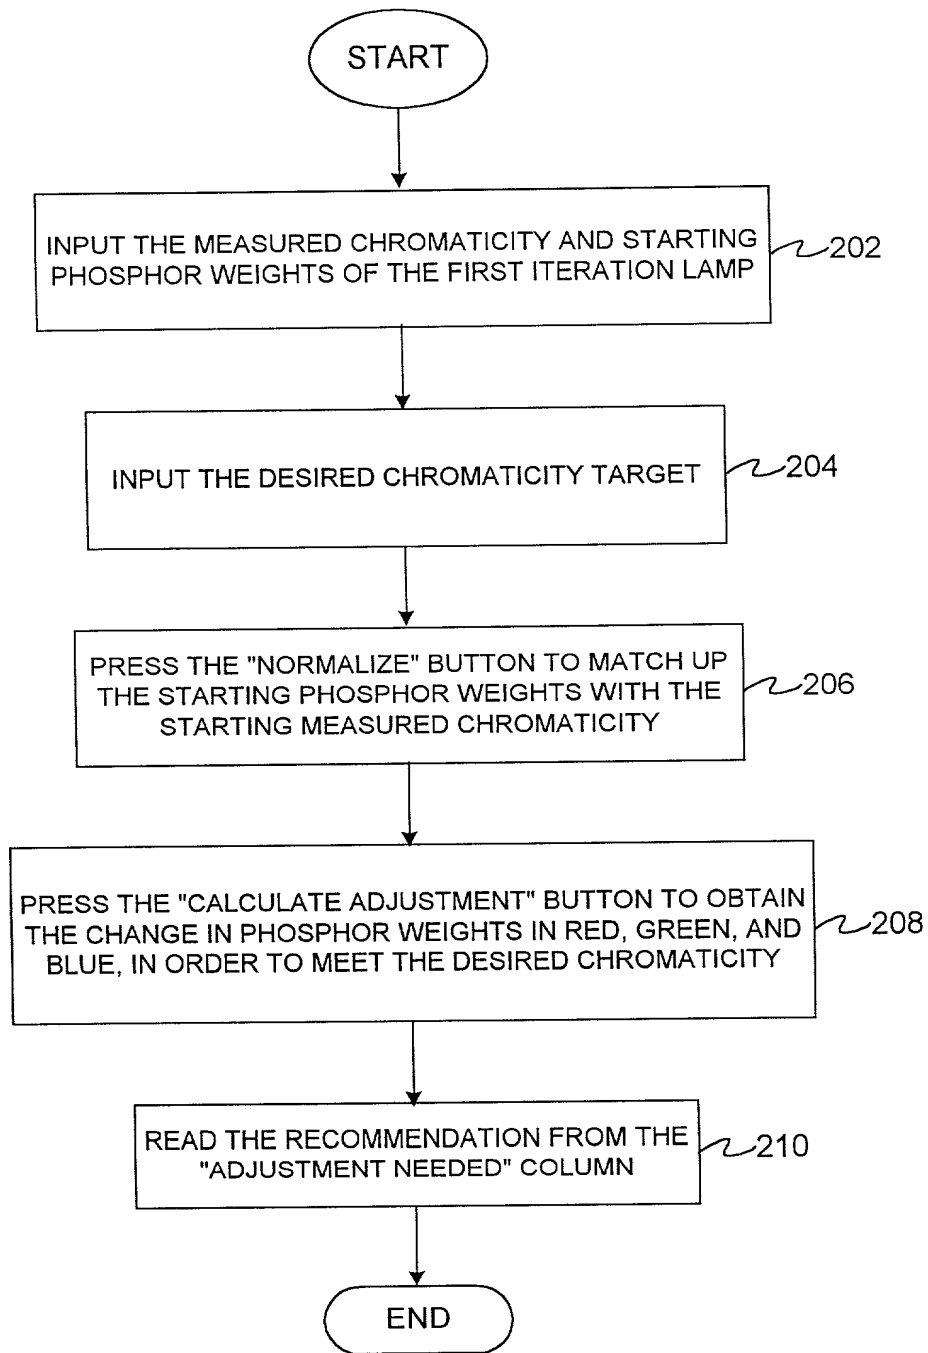 START
INPUT THE MEASURED CHROMATICITY AND STARTING
PHOSPHOR WEIGHTS OF THE FIRST ITERATION LAMP
202
INPUT THE DESIRED CHROMATICITY TARGET
204
PRESS THE "NORMALIZE" BUTTON TO MATCH UP
THE STARTING PHOSPHOR WEIGHTS WITH THE
STARTING MEASURED CHROMATICITY
206
PRESS THE "CALCULATE ADJUSTMENT" BUTTON TO OBTAIN
THE CHANGE IN PHOSPHOR WEIGHTS IN RED, GREEN, AND
BLUE, IN ORDER TO MEET THE DESIRED CHROMATICITY
208
READ THE RECOMMENDATION FROM THE
"ADJUSTMENT NEEDED" COLUMN
210
END